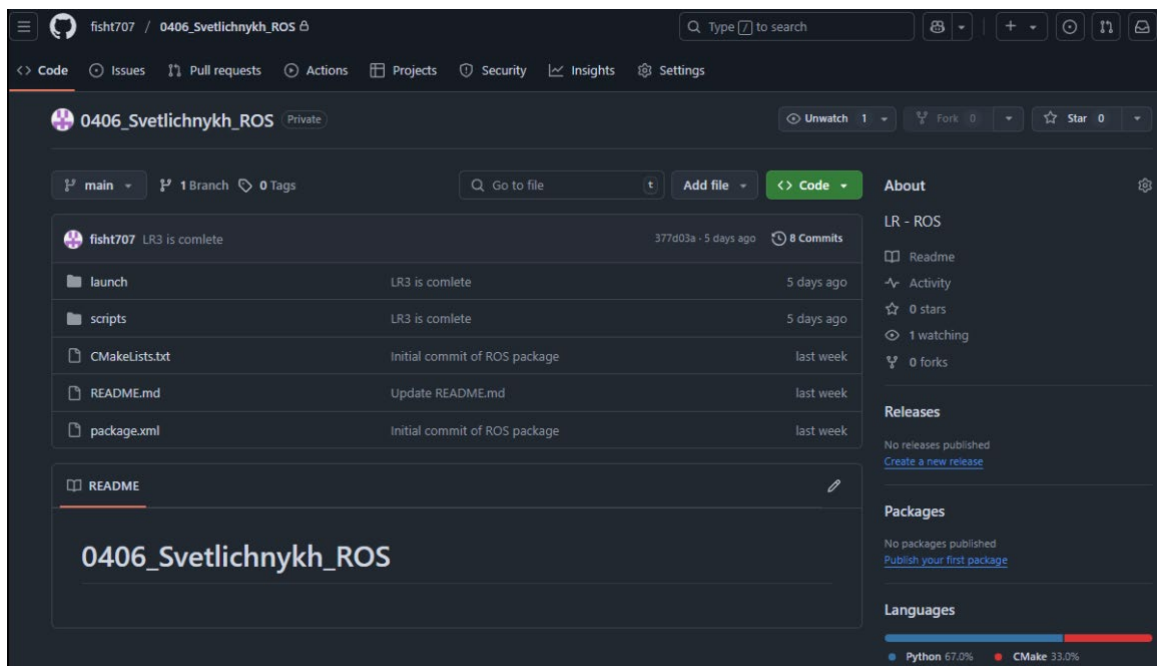 fisht707 / 0406_Svetlichnykh_ROS
Type / to search
Code Issues Pull requests Actions Projects Security Insights Settings
0406_Svetlichnykh_ROS Private
Unwatch 1 Fork 0 Star 0
main 1 Branch 0 Tags
Go to file t Add file Code
fisht707 LR3 is comlete 377d03a · 5 days ago 8 Commits
launch LR3 is comlete 5 days ago
scripts LR3 is comlete 5 days ago
CMakeLists.txt Initial commit of ROS package last week
README.md Update README.md last week
package.xml Initial commit of ROS package last week
README
0406_Svetlichnykh_ROS
About
LR - ROS
Readme
Activity
0 stars
1 watching
0 forks
Releases
No releases published
Create a new release
Packages
No packages published
Publish your first package
Languages
Python 67.0% CMake 33.0%